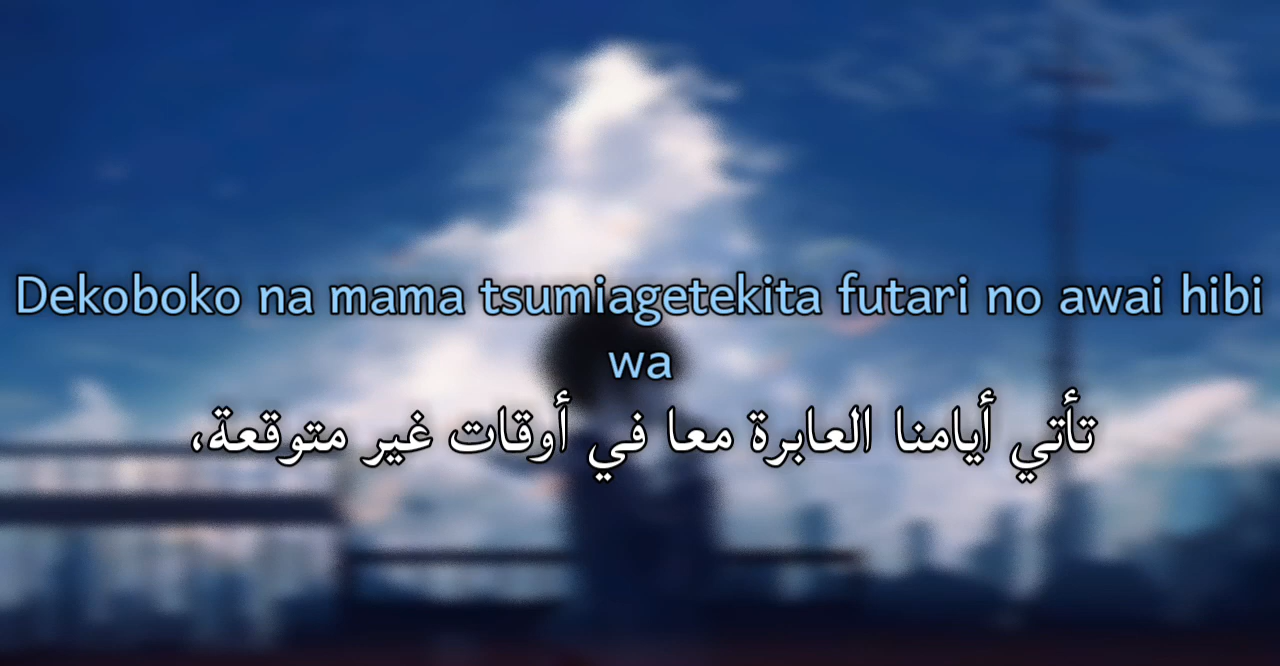 Dekoboko na mama tsumiagetekita futari no awai hibi
wa
تأتي أيامنا العابرة معا في أوقات غير متوقعة،